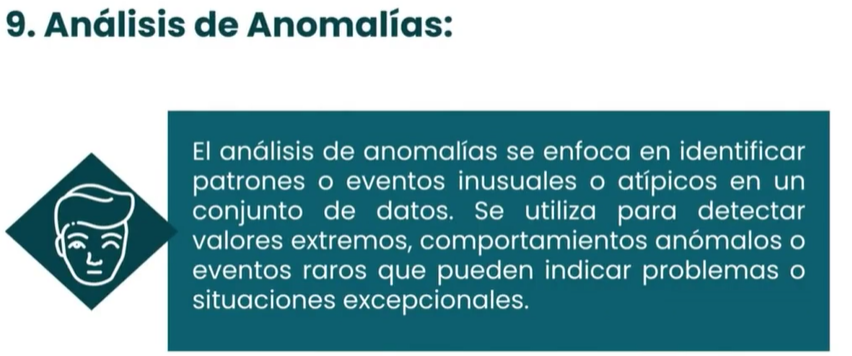 9. Análisis de Anomalías:
El análisis de anomalías se enfoca en identificar
patrones o eventos inusuales o atípicos en un
conjunto de datos. Se utiliza para detectar
valores extremos, comportamientos anómalos o
eventos raros que pueden indicar problemas o
situaciones excepcionales.